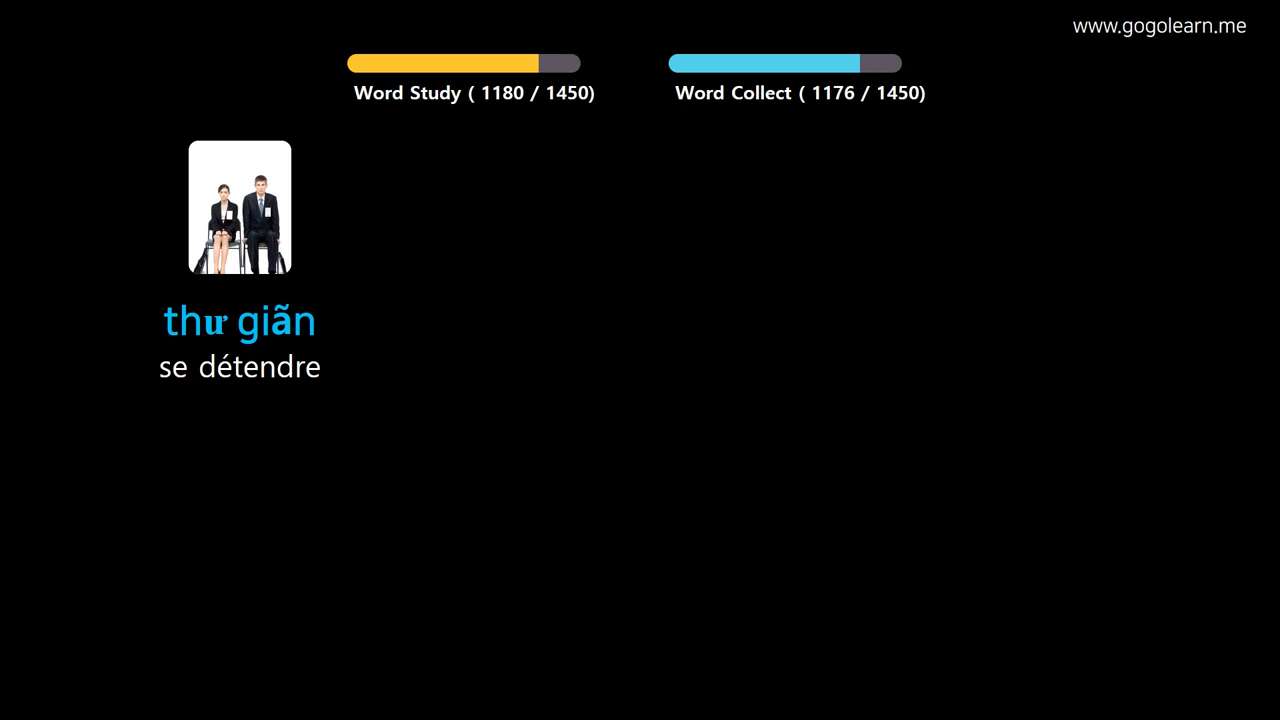 www.gogolearn.me
Word Study ( 1180 / 1450)
Word Collect ( 1176 / 1450)
thư giãn
se détendre